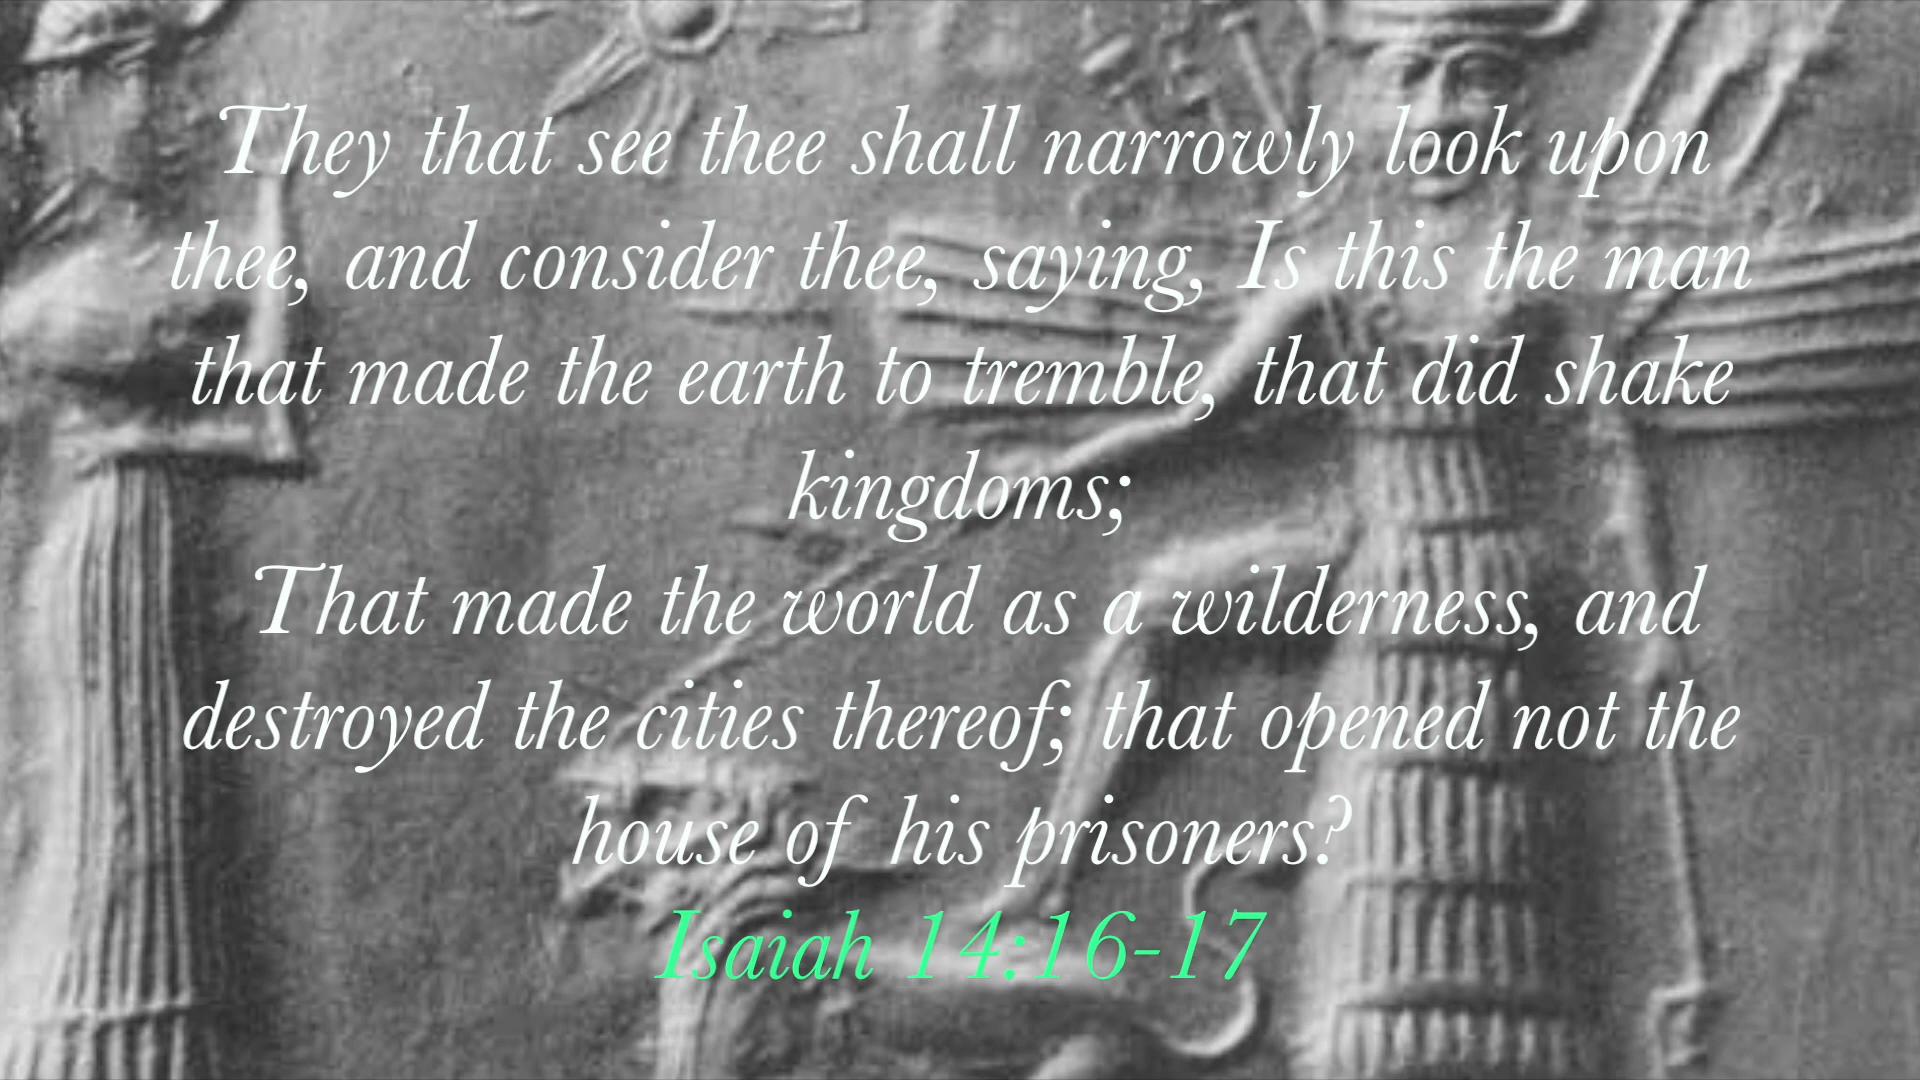 They that see thee shall narrowly look upon
thee, and consider thee, saying, Is this the man
that made the earth to tremble, that did shake
kingdoms;
That made the world as a wilderness, and
destroyed the cities thereof; that opened not the
house of his prisoners?
Isaiah 14:16-17